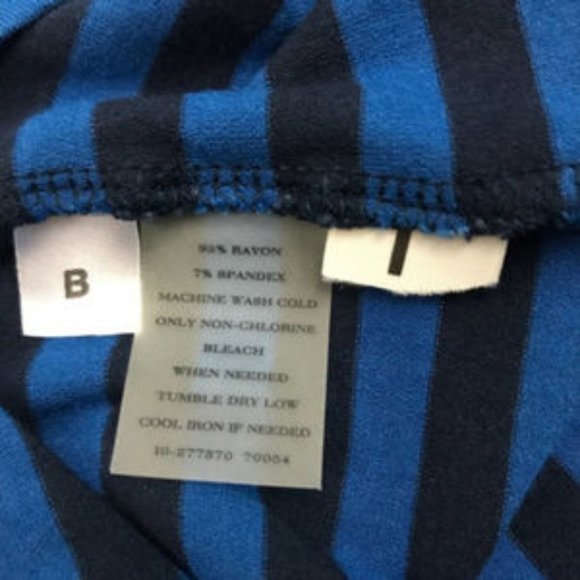 B
93% RAYON
7% SPANDEX
MACHINE WASH COLD
ONLY NON-CHLORINE
BLEACH
WHEN NEEDED
TUMBLE DRY LOW
COOL IRON IF NEEDED
10-277370 70054